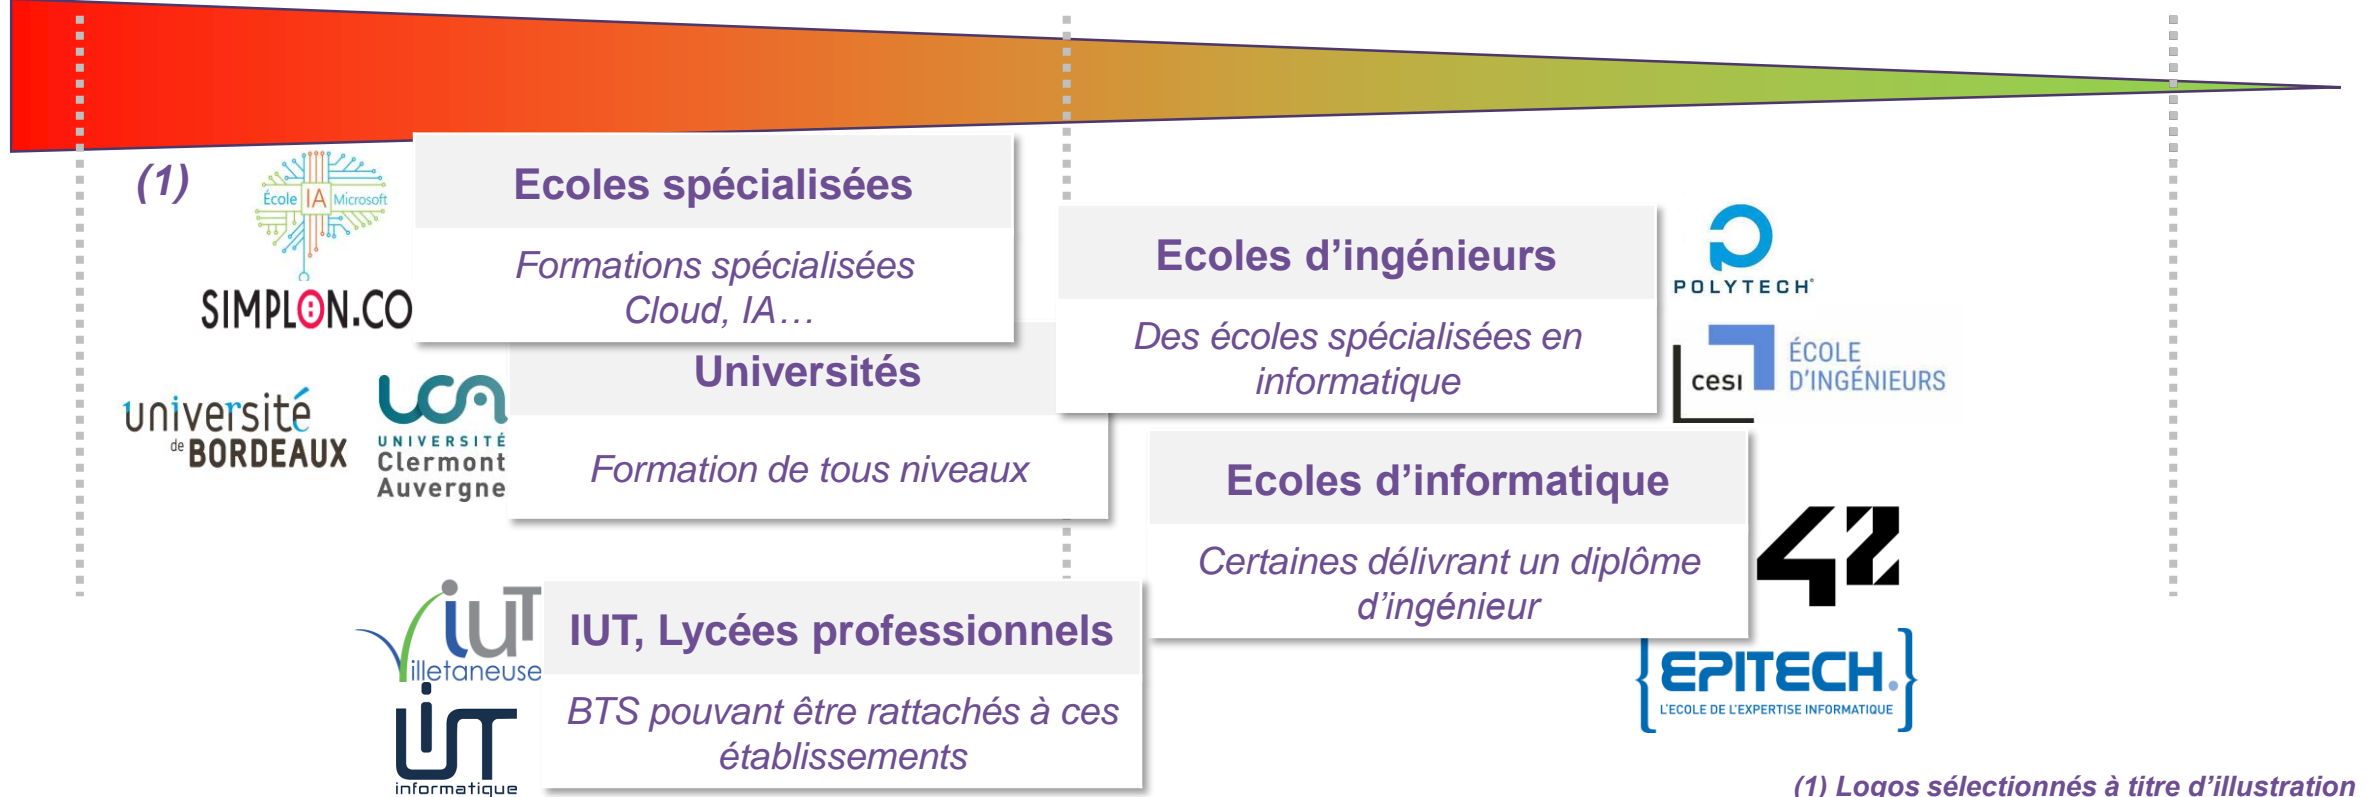 (1)
École IA Microsoft
SIMPLON.CO
Ecoles spécialisées
Formations spécialisées
Cloud, IA…
université
de BORDEAUX
UCA
UNIVERSITÉ
Clermont
Auvergne
Universités
Formation de tous niveaux
iUT
illetaneuse
iUT
informatique
IUT, Lycées professionnels
BTS pouvant être rattachés à ces
établissements
Ecoles d’ingénieurs
Des écoles spécialisées en
informatique
POLYTECH
cesi
ÉCOLE
D'INGÉNIEURS
Ecoles d’informatique
Certaines délivrant un diplôme
d’ingénieur
42
{EPITECH.}
L'ECOLE DE L'EXPERTISE INFORMATIQUE
(1) Logos sélectionnés à titre d’illustration